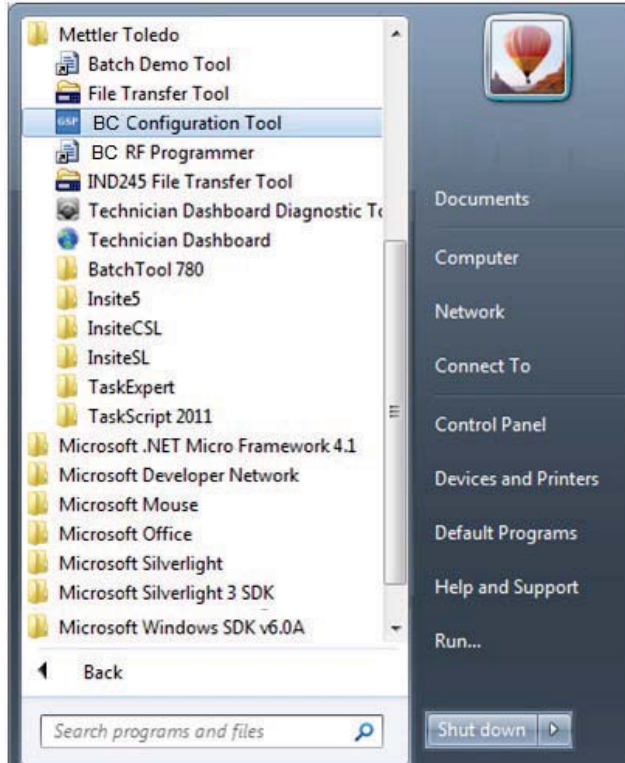 Mettler Toledo
Batch Demo Tool
File Transfer Tool
GSP BC Configuration Tool
BC RF Programmer
IND245 File Transfer Tool
Technician Dashboard Diagnostic To
Technician Dashboard
BatchTool 780
Insite5
InsiteCSL
InsiteSL
TaskExpert
TaskScript 2011
Microsoft .NET Micro Framework 4.1
Microsoft Developer Network
Microsoft Mouse
Microsoft Office
Microsoft Silverlight
Microsoft Silverlight 3 SDK
Microsoft Windows SDK v6.0A
Back
Search programs and files
Documents
Computer
Network
Connect To
Control Panel
Devices and Printers
Default Programs
Help and Support
Run...
Shut down